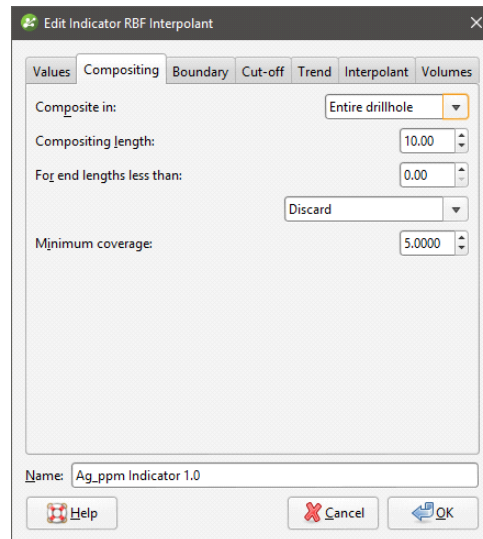 Edit Indicator RBF Interpolant
Values Compositing Boundary Cut-off Trend Interpolant Volumes
Composite in: Entire drillhole
Compositing length: 10.00
For end lengths less than: 0.00
Discard
Minimum coverage: 5.0000
Name: Ag_ppm Indicator 1.0
Help Cancel OK